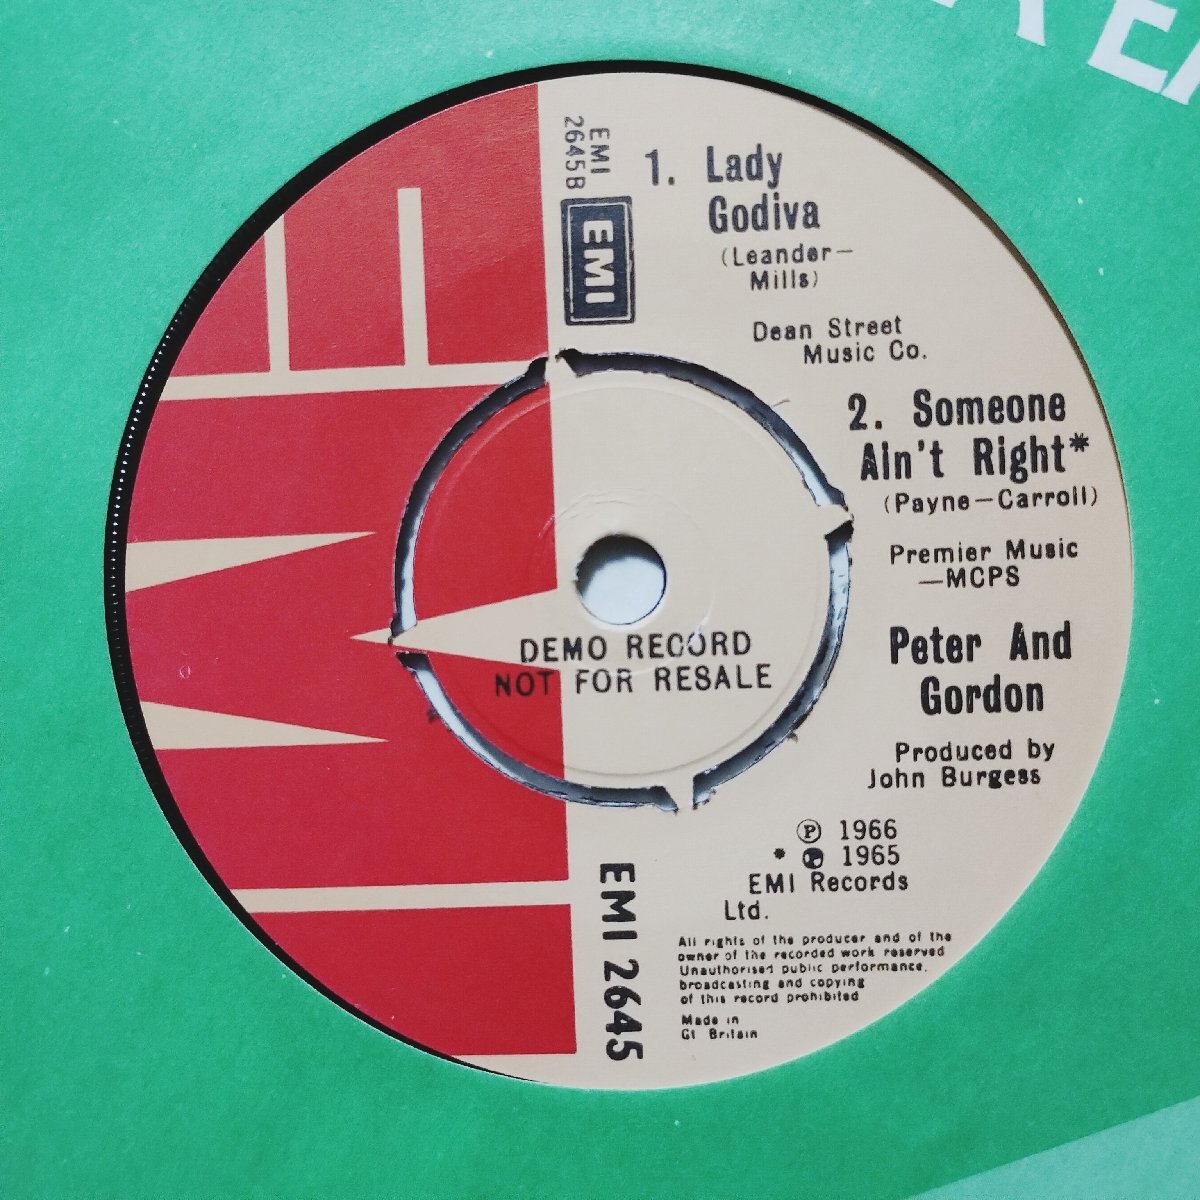 EMI
2645B
EMI
1. Lady
Godiva
(Leander-
Mills)
Dean Street
Music Co.
2. Someone
Ain't Right*
(Payne-Carroll)
Premier Music
-MCPS
DEMO RECORD
NOT FOR RESALE
Peter And
Gordon
Produced by
John Burgess
Ⓟ 1966
* Ⓟ 1965
EMI Records
Ltd.
EMI 2645
All rights of the producer and of the
owner of the recorded work reserved
Unauthorised public performance,
broadcasting and copying
of this record prohibited
Made in
Gt Britain